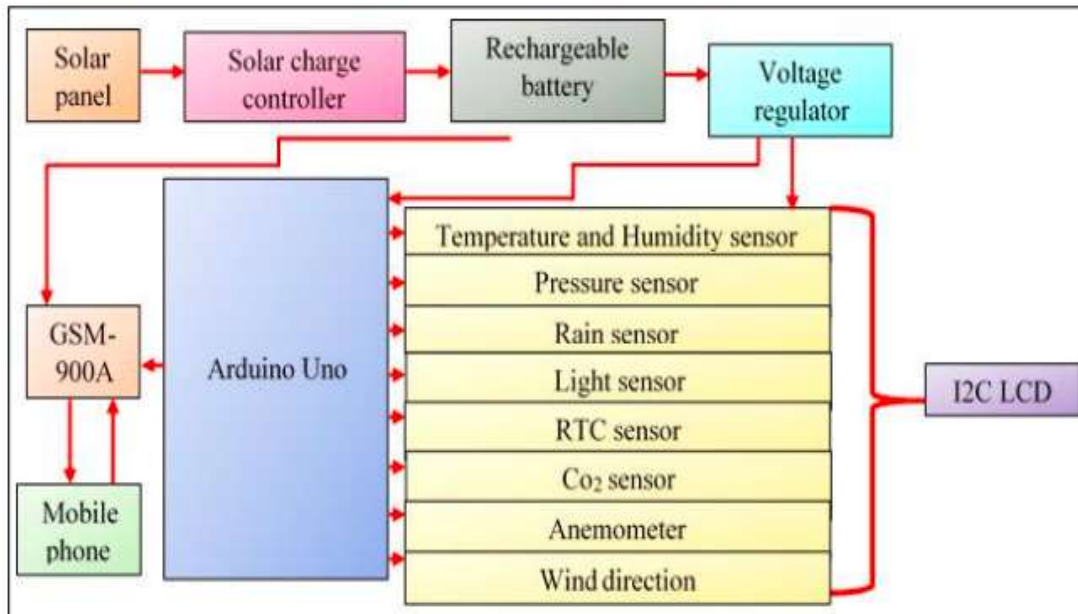 Solar
panel
Solar charge
controller
Rechargeable
battery
Voltage
regulator
Temperature and Humidity sensor
Pressure sensor
Rain sensor
Light sensor
RTC sensor
Co₂ sensor
Anemometer
Wind direction
Arduino Uno
GSM-
900A
Mobile
phone
I2C LCD